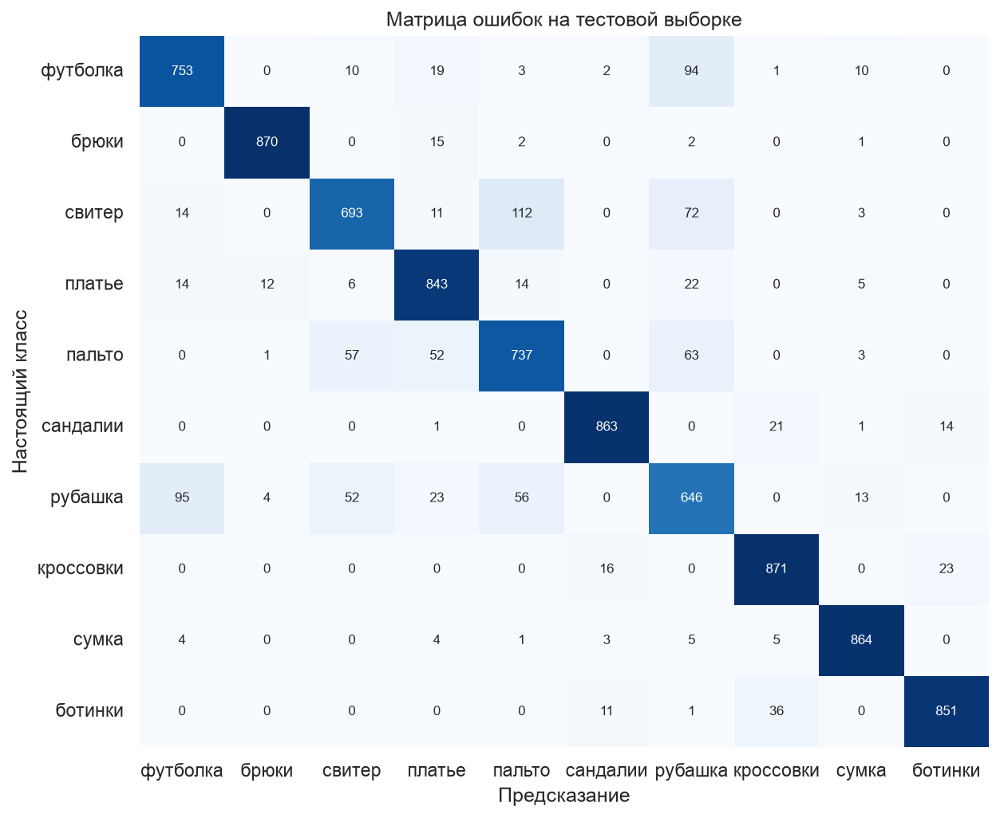 Матрица ошибок на тестовой выборке
Настоящий класс
футболка 753 0 10 19 3 2 94 1 10 0
брюки 0 870 0 15 2 0 2 0 1 0
свитер 14 0 693 11 112 0 72 0 3 0
платье 14 12 6 843 14 0 22 0 5 0
пальто 0 1 57 52 737 0 63 0 3 0
сандалии 0 0 0 1 0 863 0 21 1 14
рубашка 95 4 52 23 56 0 646 0 13 0
кроссовки 0 0 0 0 0 16 0 871 0 23
сумка 4 0 0 4 1 3 5 5 864 0
ботинки 0 0 0 0 0 11 1 36 0 851
футболка брюки свитер платье пальто сандалии рубашка кроссовки сумка ботинки
Предсказание